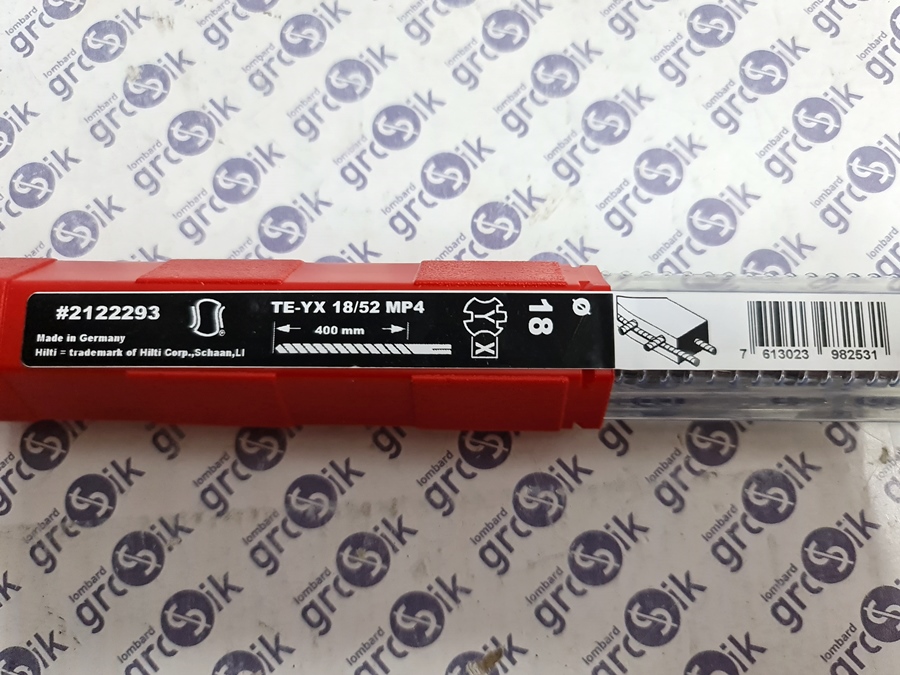 #2122293
Made in Germany
Hilti = trademark of Hilti Corp.,Schaan,LI
TE-YX 18/52 MP4
400 mm
Y
X
Ø
18
7 613023 982531
lombard
gro$ik